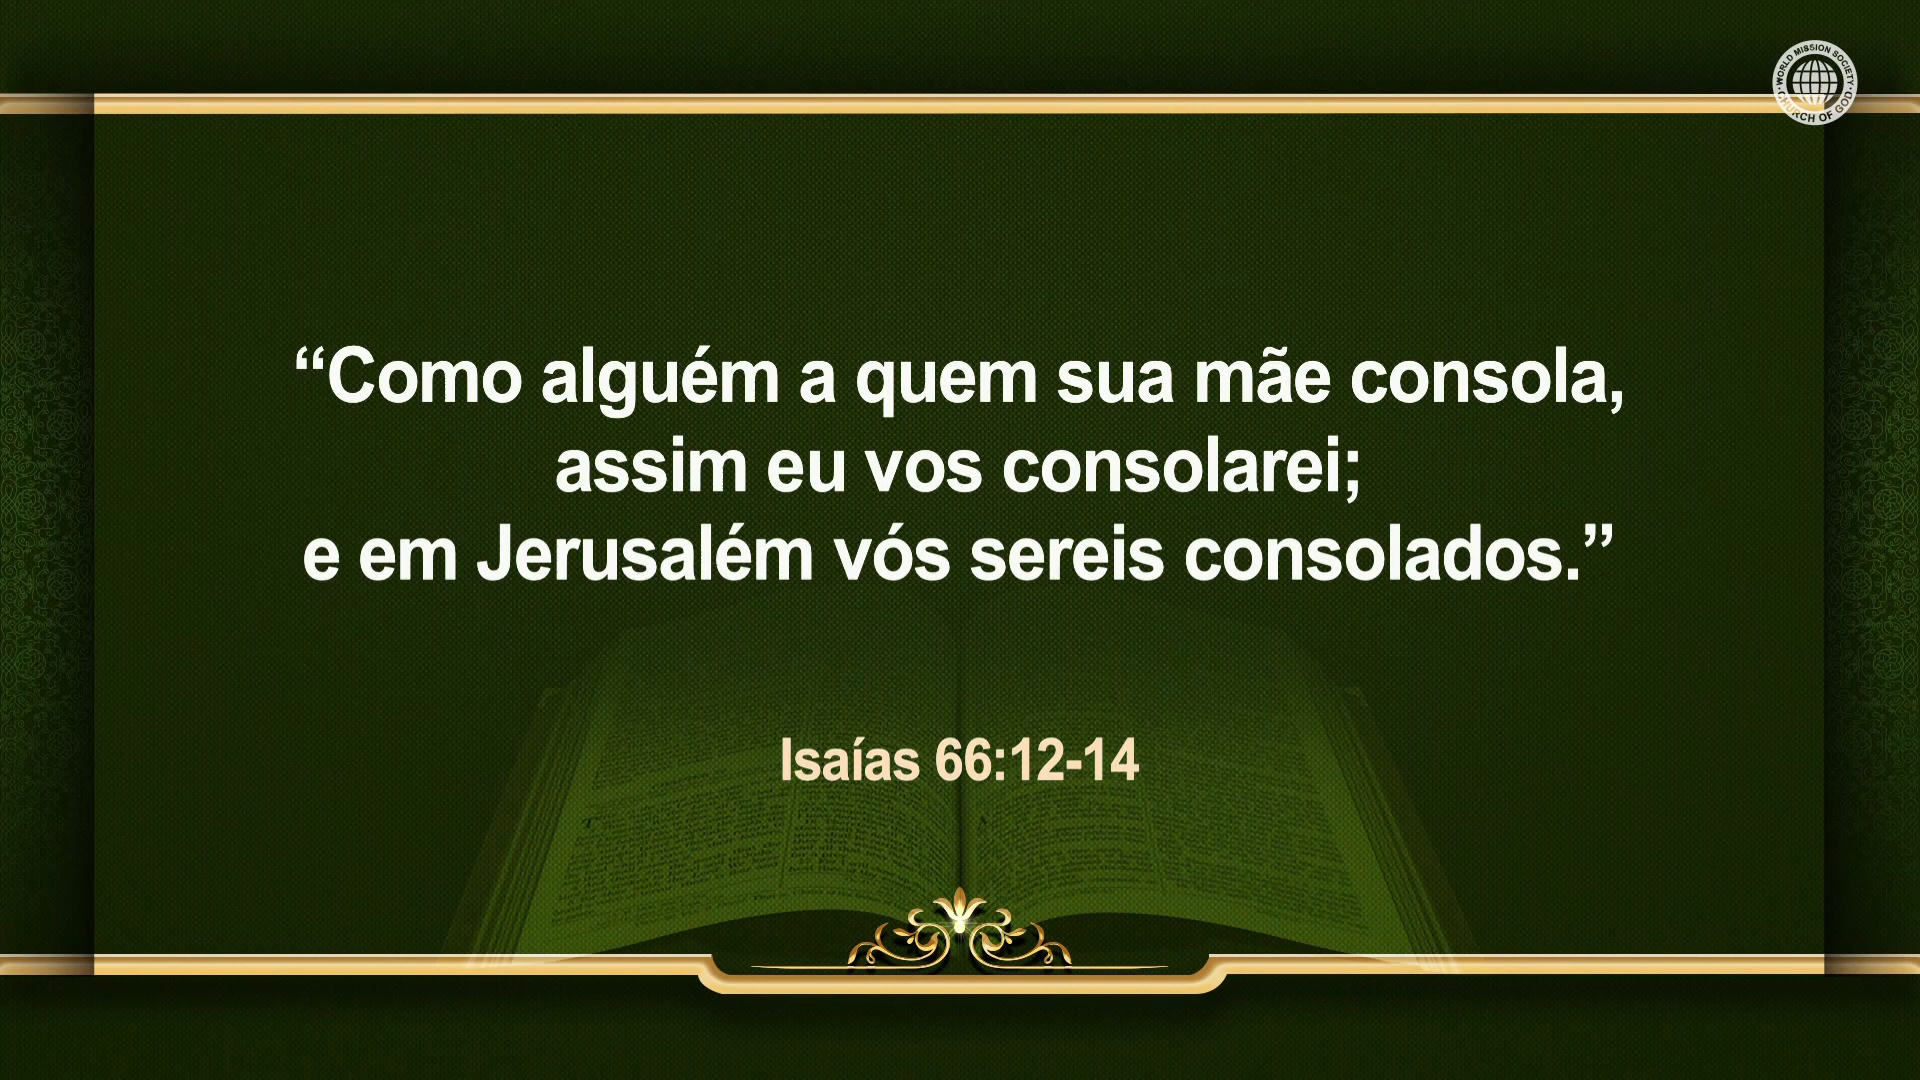 WORLD MISSION SOCIETY
CHURCH OF GOD
“Como alguém a quem sua mãe consola,
assim eu vos consolarei;
e em Jerusalém vós sereis consolados.”
Isaías 66:12-14